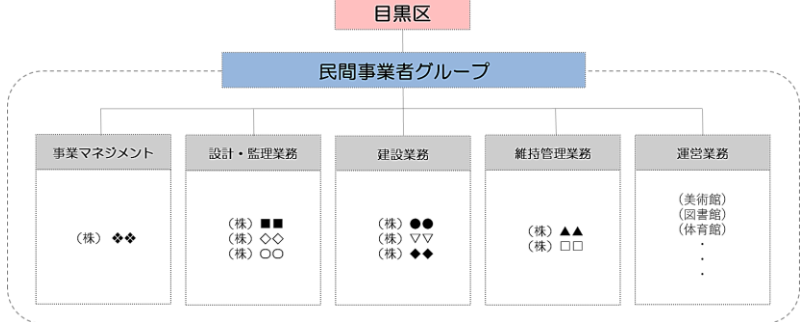 目黒区
民間事業者グループ
事業マネジメント
（株）❖❖
設計・監理業務
（株）■■
（株）◇◇
（株）○○
建設業務
（株）●●
（株）▽▽
（株）◆◆
維持管理業務
（株）▲▲
（株）□□
運営業務
（美術館）
（図書館）
（体育館）
・
・
・